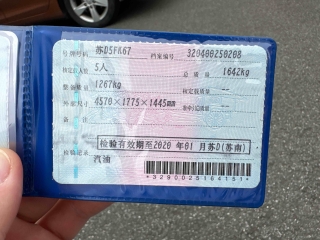 号牌号码 苏D5FA67 档案编号 320400250208
核定载人数 5人 总质量 1642kg
整备质量 1267kg 核定载质量 --
外廓尺寸 4570×1775×1445mm 准牵引总质量 --
备注
检验有效期至2020年01月苏D(苏南)
检验记录 汽油
*3290025164151*